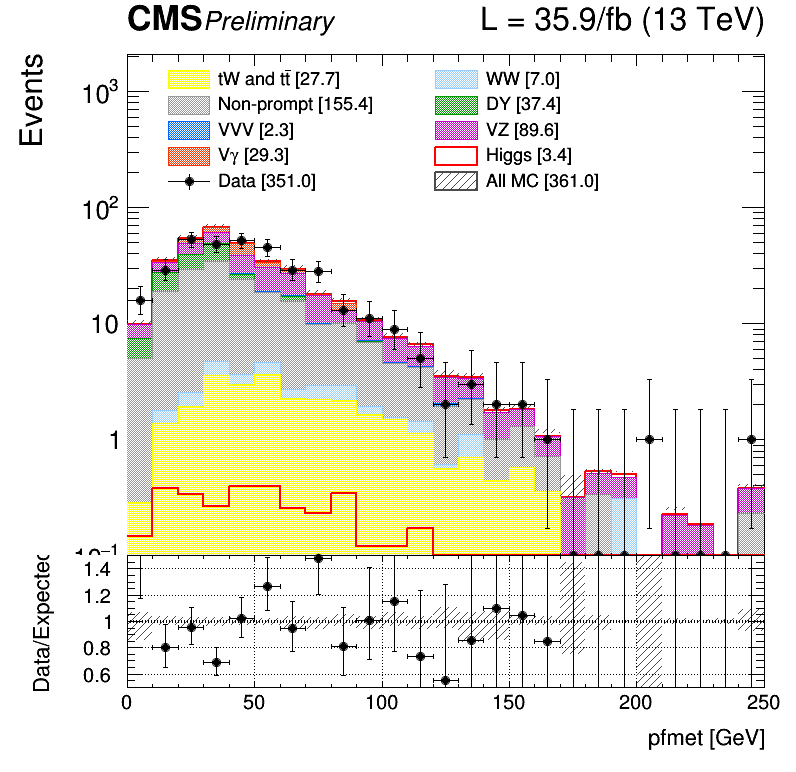 CMS Preliminary L = 35.9/fb (13 TeV)
Events
tW and tt̄ [27.7] WW [7.0]
Non-prompt [155.4] DY [37.4]
VVV [2.3] VZ [89.6]
Vγ [29.3] Higgs [3.4]
Data [351.0] All MC [361.0]
10³
10²
10
1
10⁻¹
Data/Expected
1.4
1.2
1
0.8
0.6
0 50 100 150 200 250
pfmet [GeV]